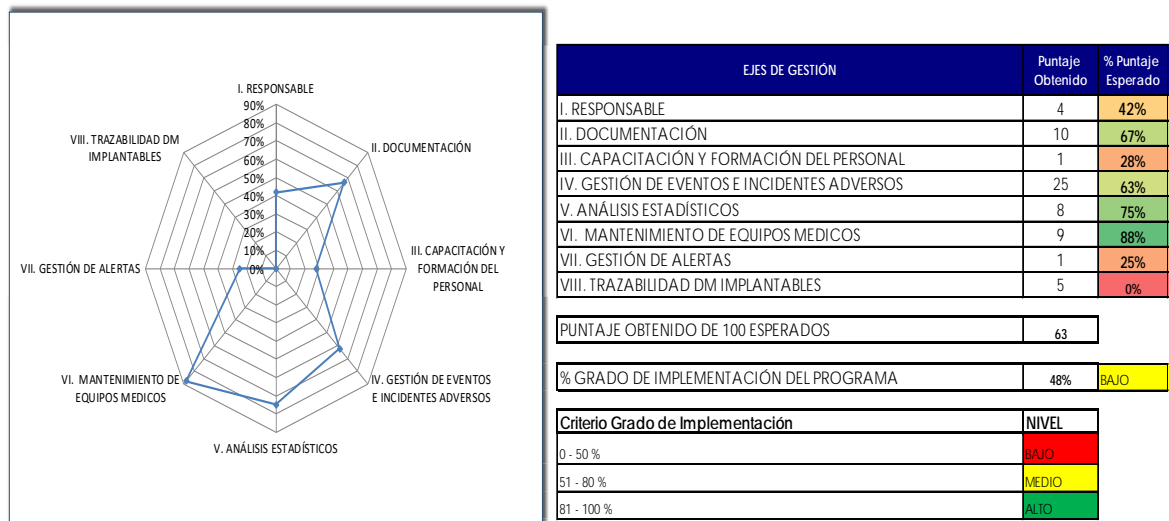 I. RESPONSABLE
90%
80%
70%
60%
50%
40%
30%
20%
10%
0%
II. DOCUMENTACIÓN
III. CAPACITACIÓN Y
FORMACIÓN DEL
PERSONAL
IV. GESTIÓN DE EVENTOS
E INCIDENTES ADVERSOS
V. ANÁLISIS ESTADÍSTICOS
VI. MANTENIMIENTO DE
EQUIPOS MEDICOS
VII. GESTIÓN DE ALERTAS
VIII. TRAZABILIDAD DM
IMPLANTABLES
EJES DE GESTIÓN Puntaje Obtenido % Puntaje Esperado
I. RESPONSABLE 4 42%
II. DOCUMENTACIÓN 10 67%
III. CAPACITACIÓN Y FORMACIÓN DEL PERSONAL 1 28%
IV. GESTIÓN DE EVENTOS E INCIDENTES ADVERSOS 25 63%
V. ANÁLISIS ESTADÍSTICOS 8 75%
VI. MANTENIMIENTO DE EQUIPOS MEDICOS 9 88%
VII. GESTIÓN DE ALERTAS 1 25%
VIII. TRAZABILIDAD DM IMPLANTABLES 5 0%
PUNTAJE OBTENIDO DE 100 ESPERADOS 63
% GRADO DE IMPLEMENTACIÓN DEL PROGRAMA 48% BAJO
Criterio Grado de Implementación NIVEL
0 - 50 % BAJO
51 - 80 % MEDIO
81 - 100 % ALTO